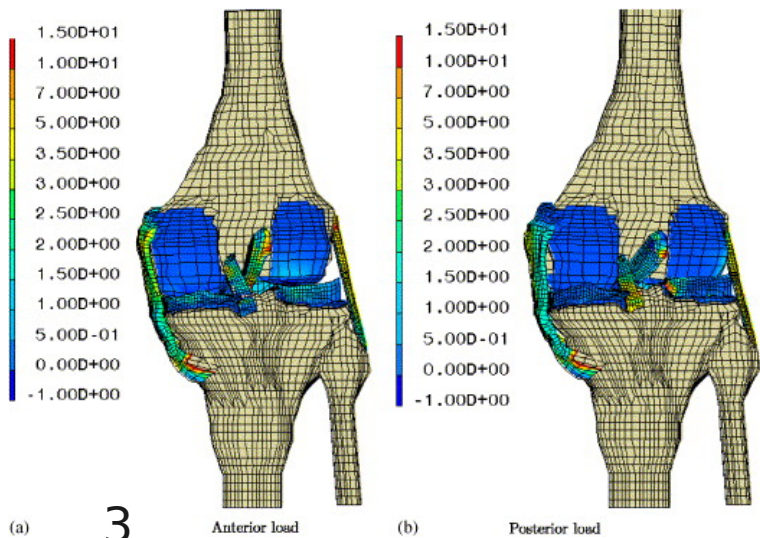 1.50D+01
1.00D+01
7.00D+00
5.00D+00
3.50D+00
3.00D+00
2.50D+00
2.00D+00
1.50D+00
1.00D+00
5.00D-01
0.00D+00
-1.00D+00
(a)
3
Anterior load
1.50D+01
1.00D+01
7.00D+00
5.00D+00
3.50D+00
3.00D+00
2.50D+00
2.00D+00
1.50D+00
1.00D+00
5.00D-01
0.00D+00
-1.00D+00
(b)
Posterior load